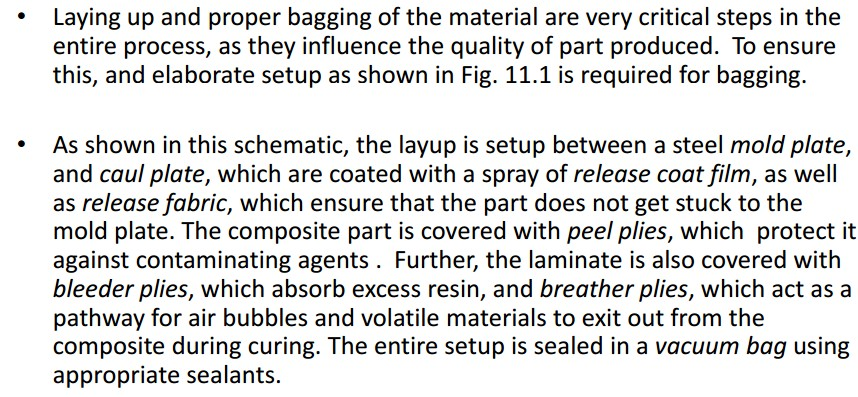 • Laying up and proper bagging of the material are very critical steps in the
entire process, as they influence the quality of part produced.  To ensure
this, and elaborate setup as shown in Fig. 11.1 is required for bagging.
• As shown in this schematic, the layup is setup between a steel mold plate,
and caul plate, which are coated with a spray of release coat film, as well
as release fabric, which ensure that the part does not get stuck to the
mold plate. The composite part is covered with peel plies, which  protect it
against contaminating agents .  Further, the laminate is also covered with
bleeder plies, which absorb excess resin, and breather plies, which act as a
pathway for air bubbles and volatile materials to exit out from the
composite during curing. The entire setup is sealed in a vacuum bag using
appropriate sealants.